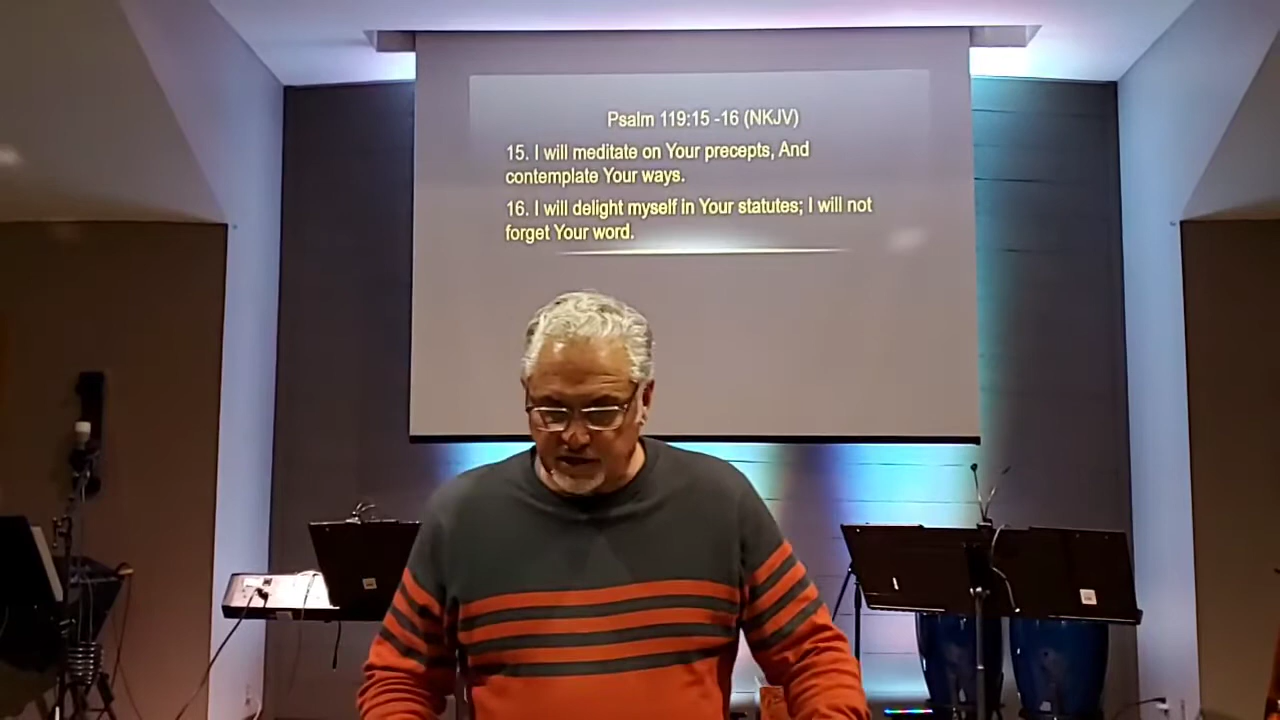 Psalm 119:15 -16 (NKJV)
15. I will meditate on Your precepts, And
contemplate Your ways.
16. I will delight myself in Your statutes; I will not
forget Your word.